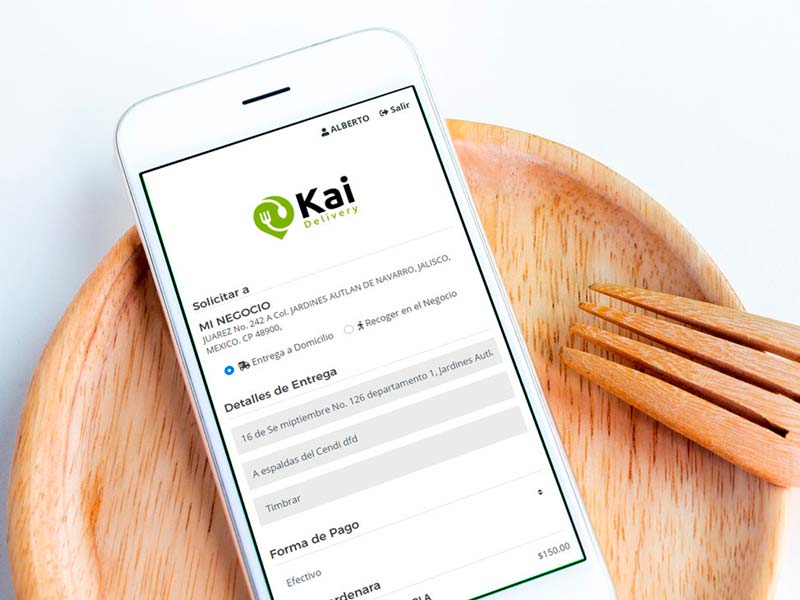 ALBERTO Salir
Kai
Delivery
Solicitar a
MI NEGOCIO
JUAREZ No. 242 A Col. JARDINES AUTLAN DE NAVARRO, JALISCO,
MEXICO. CP 48900,
Entrega a Domicilio Recoger en el Negocio
Detalles de Entrega
16 de Se miptiembre No. 126 departamento 1, Jardines Autl
A espaldas del Cendi dfd
Timbrar
Forma de Pago
Efectivo
$150.00